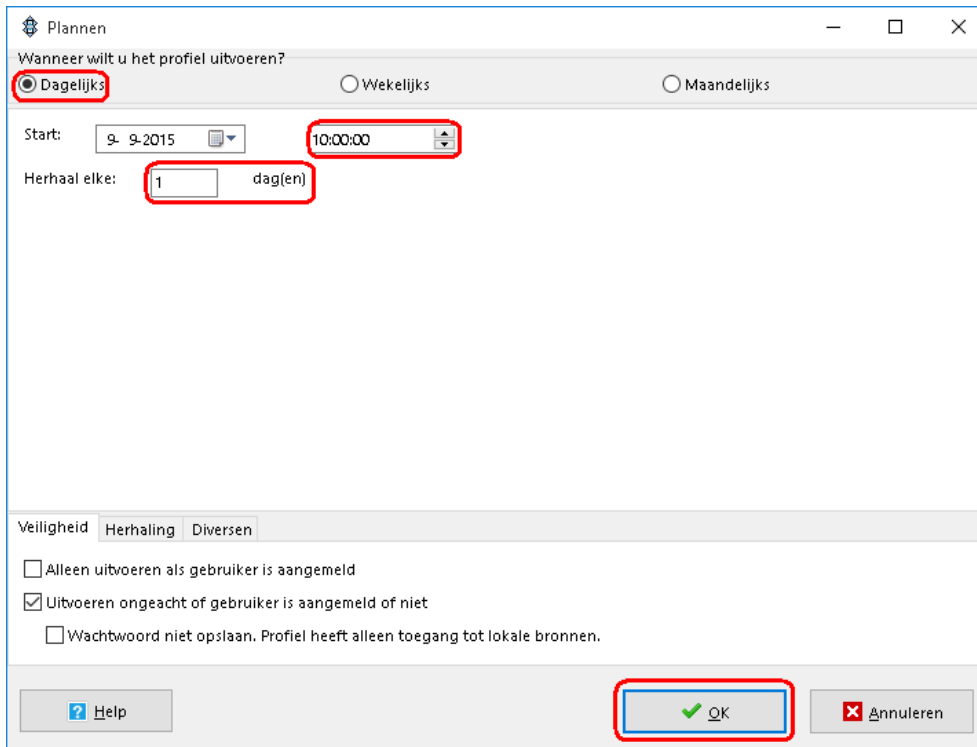 Plannen
Wanneer wilt u het profiel uitvoeren?
Dagelijks Wekelijks Maandelijks
Start: 9- 9-2015 10:00:00
Herhaal elke: 1 dag(en)
Veiligheid Herhaling Diversen
Alleen uitvoeren als gebruiker is aangemeld
Uitvoeren ongeacht of gebruiker is aangemeld of niet
Wachtwoord niet opslaan. Profiel heeft alleen toegang tot lokale bronnen.
? Help OK Annuleren